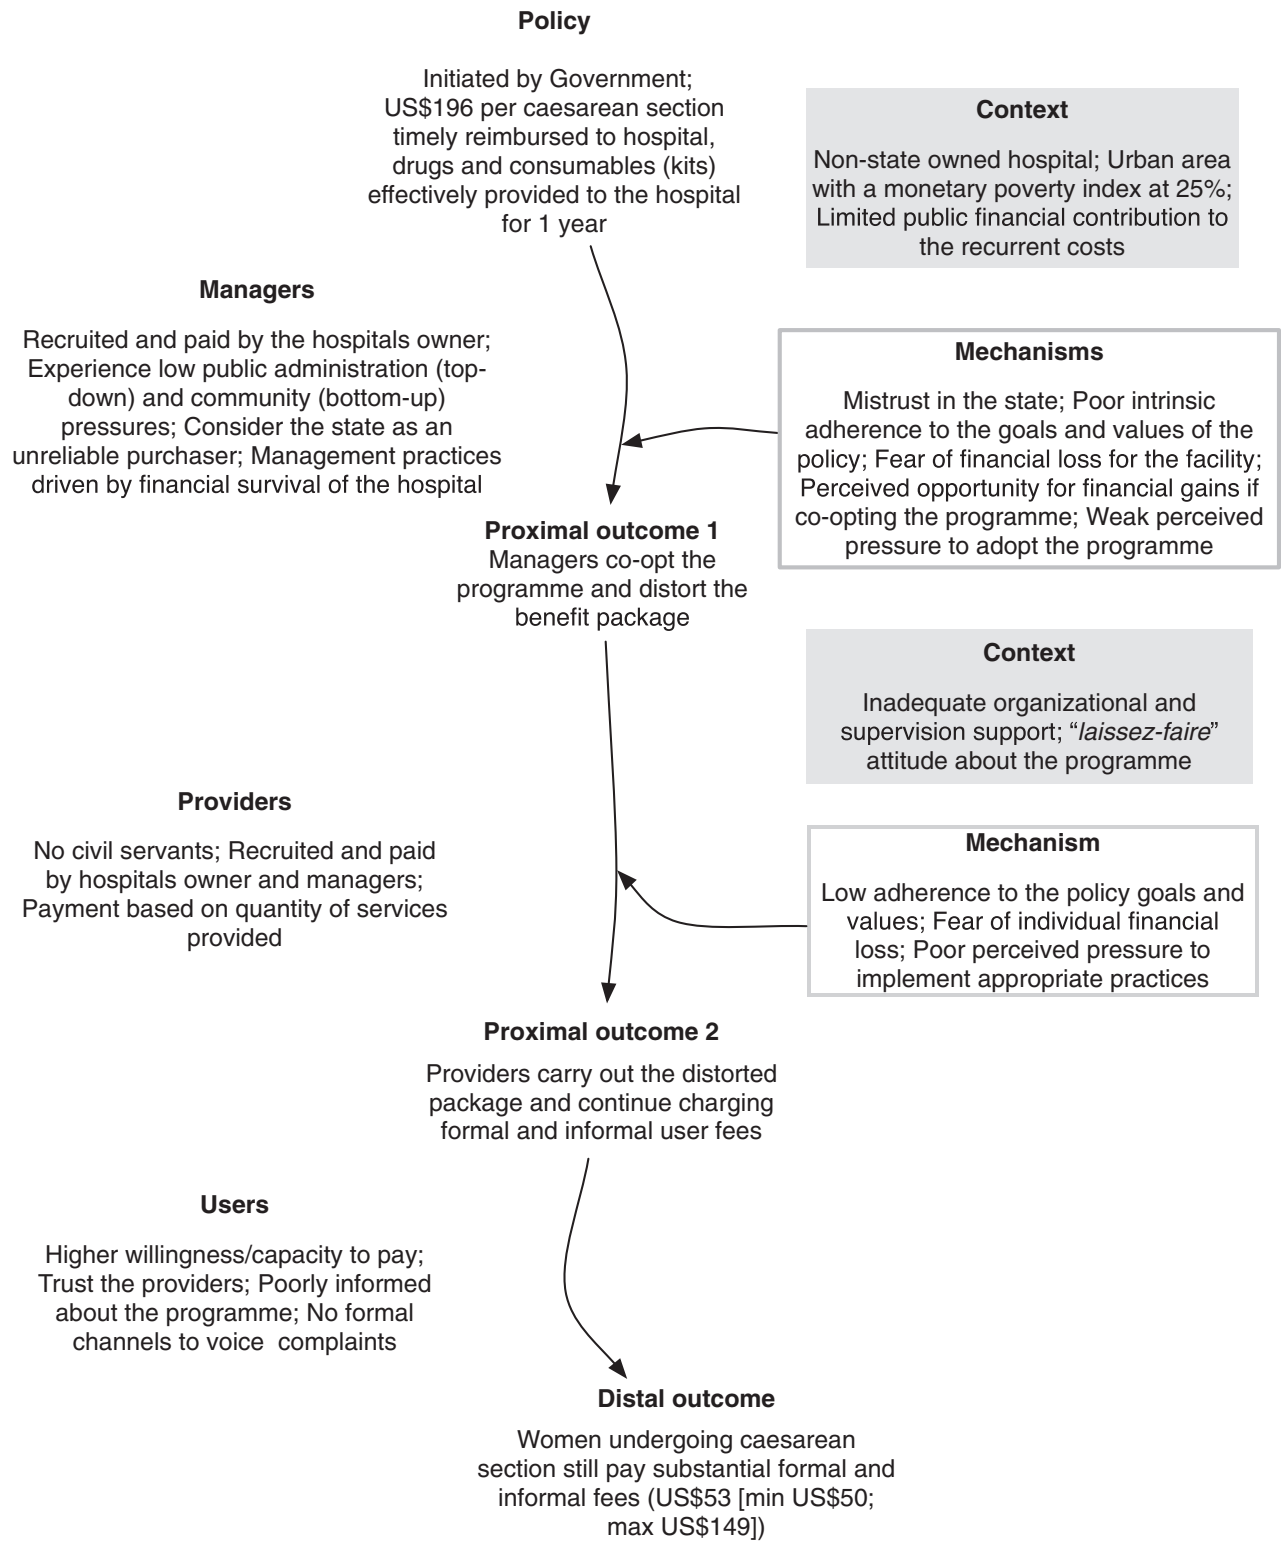 Policy
Initiated by Government;
US$196 per caesarean section
timely reimbursed to hospital,
drugs and consumables (kits)
effectively provided to the hospital
for 1 year
Context
Non-state owned hospital; Urban area
with a monetary poverty index at 25%;
Limited public financial contribution to
the recurrent costs
Managers
Recruited and paid by the hospitals owner;
Experience low public administration (top-
down) and community (bottom-up)
pressures; Consider the state as an
unreliable purchaser; Management practices
driven by financial survival of the hospital
Mechanisms
Mistrust in the state; Poor intrinsic
adherence to the goals and values of the
policy; Fear of financial loss for the facility;
Perceived opportunity for financial gains if
co-opting the programme; Weak perceived
pressure to adopt the programme
Proximal outcome 1
Managers co-opt the
programme and distort the
benefit package
Context
Inadequate organizational and
supervision support; “laissez-faire”
attitude about the programme
Providers
No civil servants; Recruited and paid
by hospitals owner and managers;
Payment based on quantity of services
provided
Mechanism
Low adherence to the policy goals and
values; Fear of individual financial
loss; Poor perceived pressure to
implement appropriate practices
Proximal outcome 2
Providers carry out the distorted
package and continue charging
formal and informal user fees
Users
Higher willingness/capacity to pay;
Trust the providers; Poorly informed
about the programme; No formal
channels to voice  complaints
Distal outcome
Women undergoing caesarean
section still pay substantial formal and
informal fees (US$53 [min US$50;
max US$149])